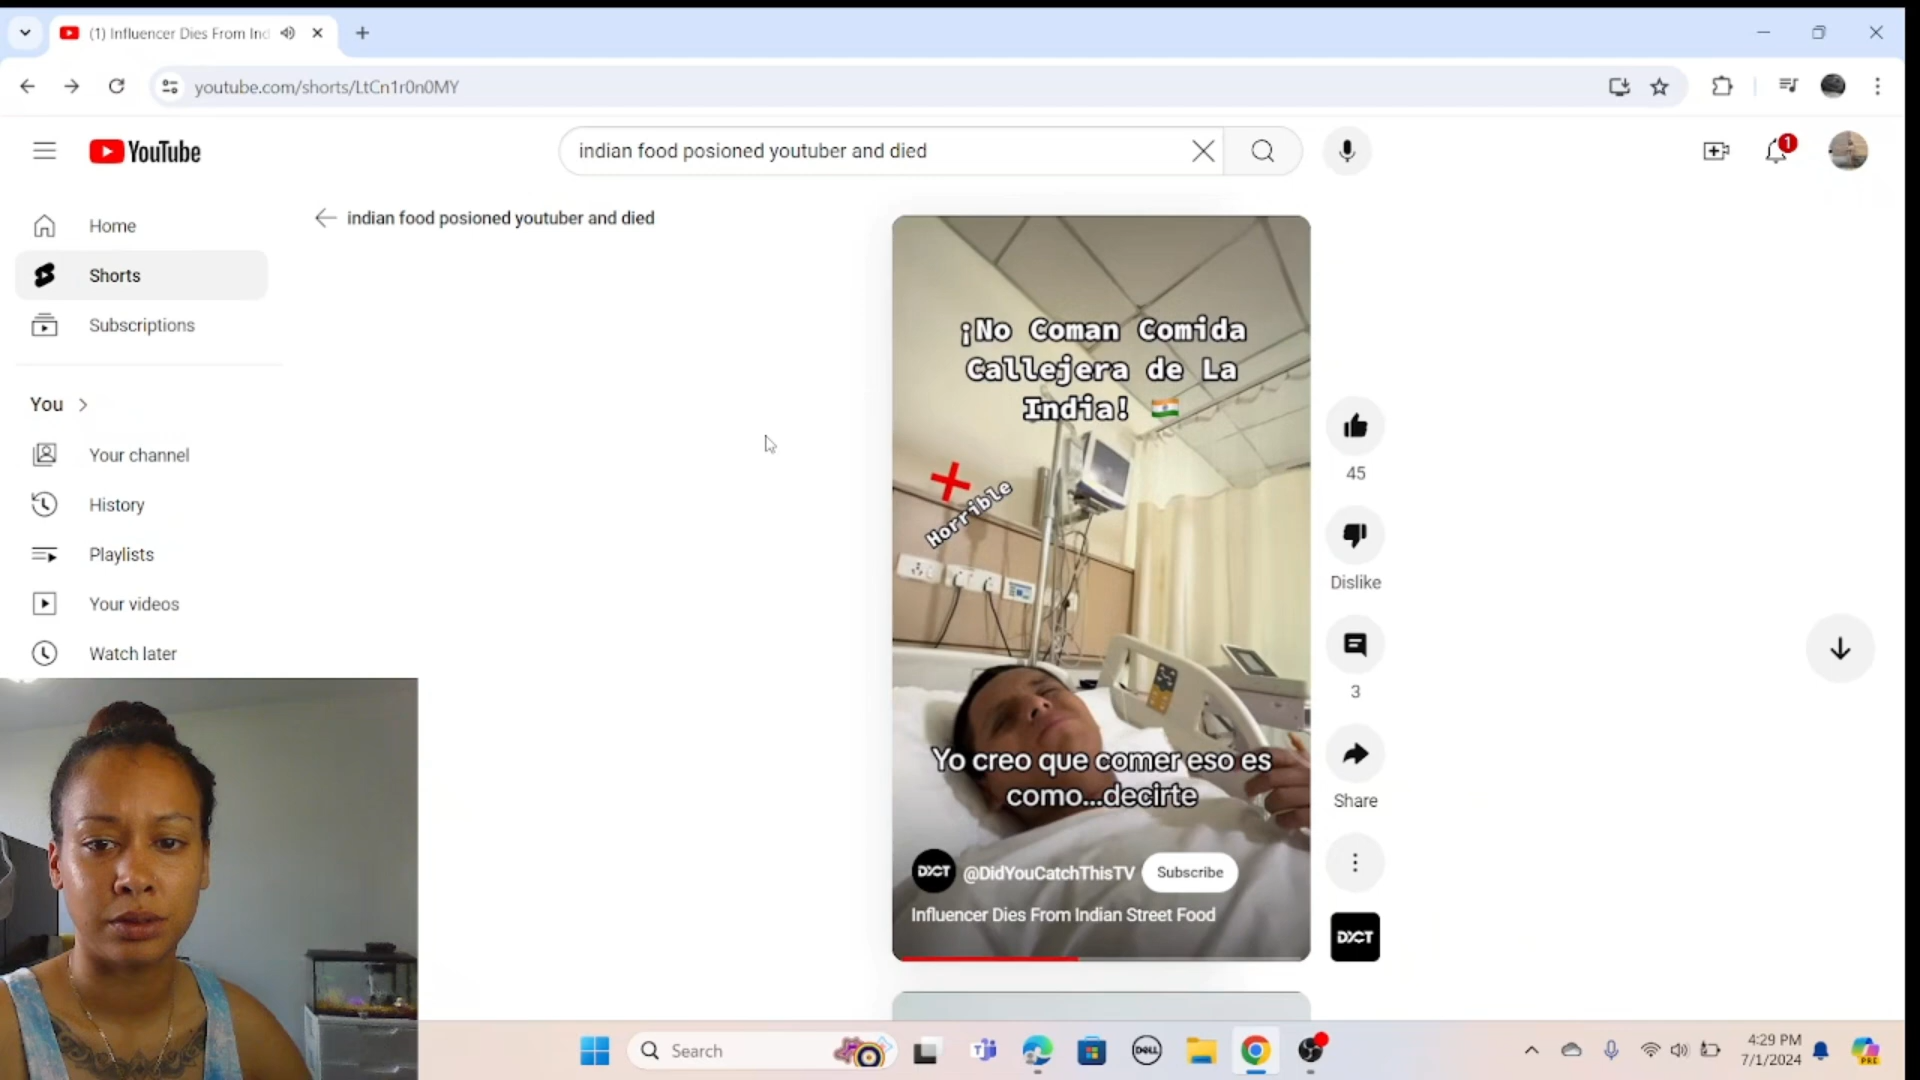 (1) Influencer Dies From Ind
youtube.com/shorts/LtCn1r0n0MY
YouTube
indian food posioned youtuber and died
1
Home
Shorts
Subscriptions
You
Your channel
History
Playlists
Your videos
Watch later
indian food posioned youtuber and died
¡No Coman Comida
Callejera de La
India!
Horrible
Yo creo que comer eso es
como...decirte
@DidYouCatchThisTV
Subscribe
Influencer Dies From Indian Street Food
45
Dislike
3
Share
Search
DELL
4:29 PM
7/1/2024
PRE